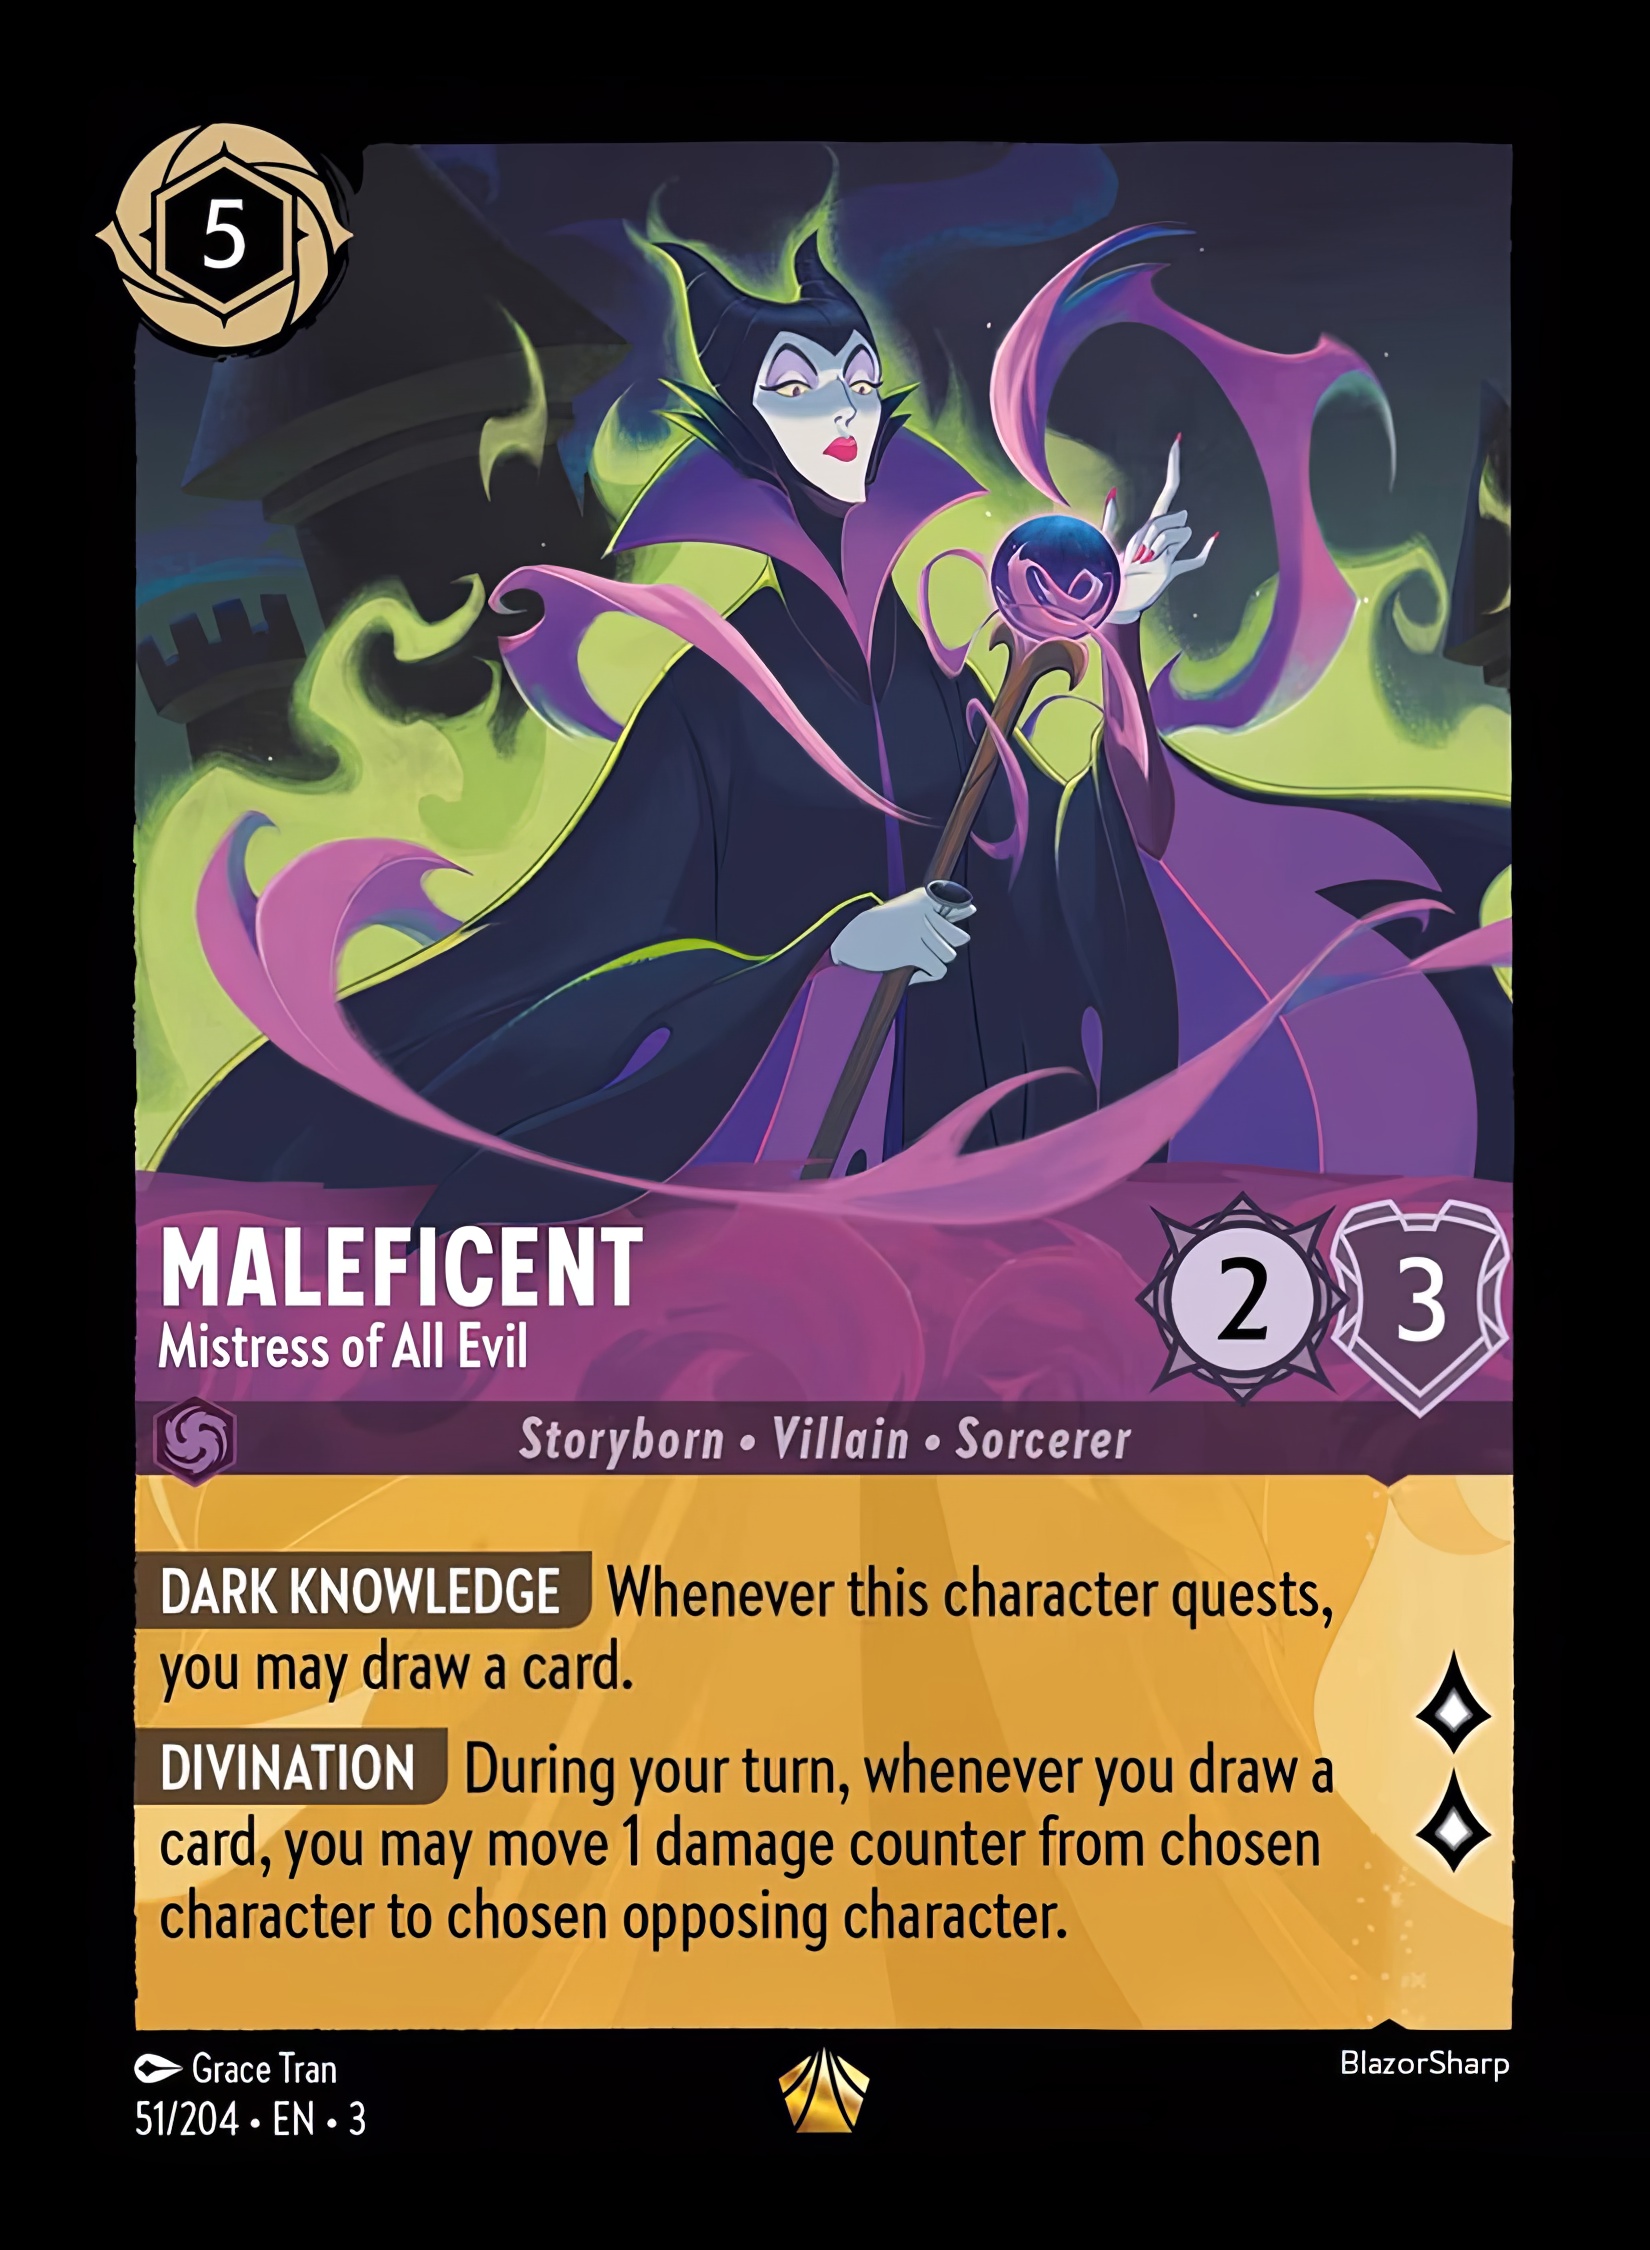 5
MALEFICENT
Mistress of All Evil
2
3
Storyborn • Villain • Sorcerer
DARK KNOWLEDGE Whenever this character quests,
you may draw a card.
DIVINATION During your turn, whenever you draw a
card, you may move 1 damage counter from chosen
character to chosen opposing character.
Grace Tran
BlazorSharp
51/204 • EN • 3